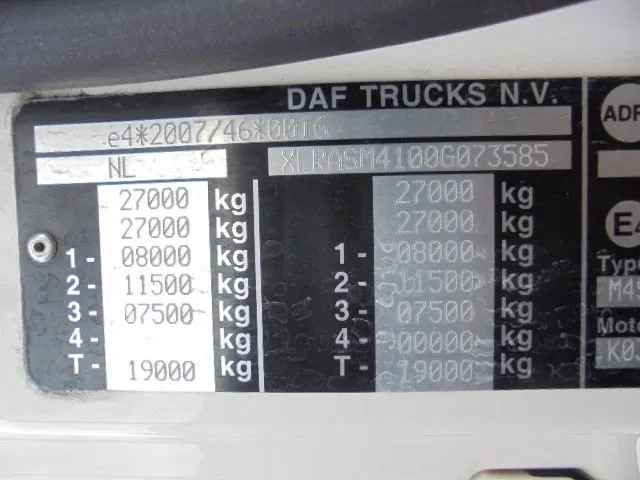 DAF TRUCKS N.V.
e4*2007/46*0016
NL XLRASM4100G073585
27000 kg 27000 kg
27000 kg 27000 kg
1 - 08000 kg 1 - 08000 kg
2 - 11500 kg 2 - 11500 kg
3 - 07500 kg 3 - 07500 kg
4 - kg 4 - 00000 kg
T - 19000 kg T - 19000 kg
ADR
E4
Type
Moto